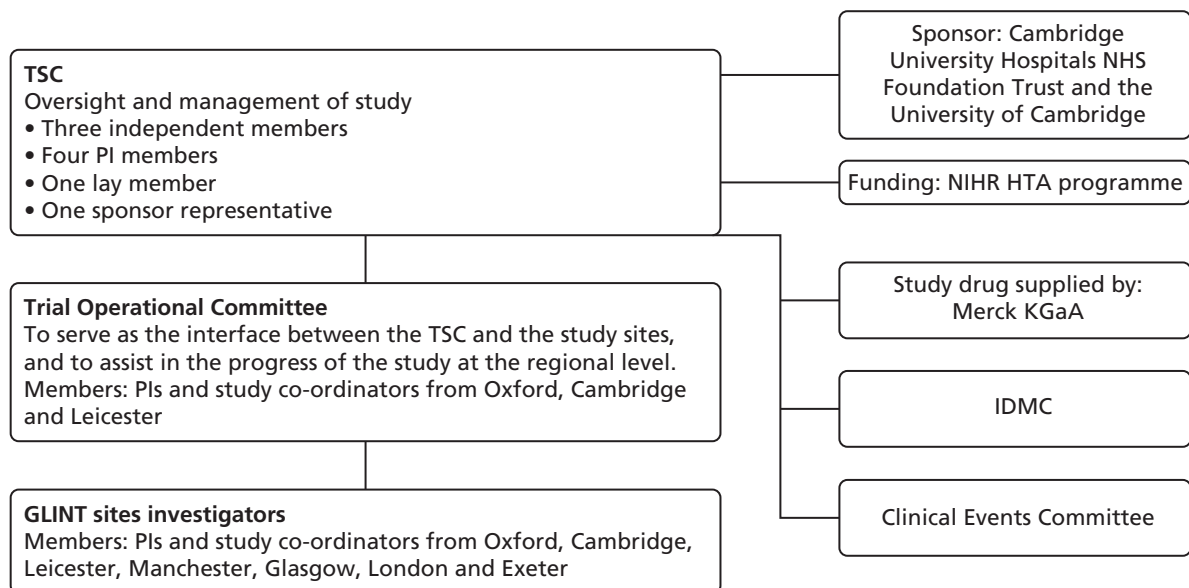 TSC
Oversight and management of study
• Three independent members
• Four PI members
• One lay member
• One sponsor representative
Trial Operational Committee
To serve as the interface between the TSC and the study sites,
and to assist in the progress of the study at the regional level.
Members: PIs and study co-ordinators from Oxford, Cambridge
and Leicester
GLINT sites investigators
Members: PIs and study co-ordinators from Oxford, Cambridge,
Leicester, Manchester, Glasgow, London and Exeter
Sponsor: Cambridge
University Hospitals NHS
Foundation Trust and the
University of Cambridge
Funding: NIHR HTA programme
Study drug supplied by:
Merck KGaA
IDMC
Clinical Events Committee